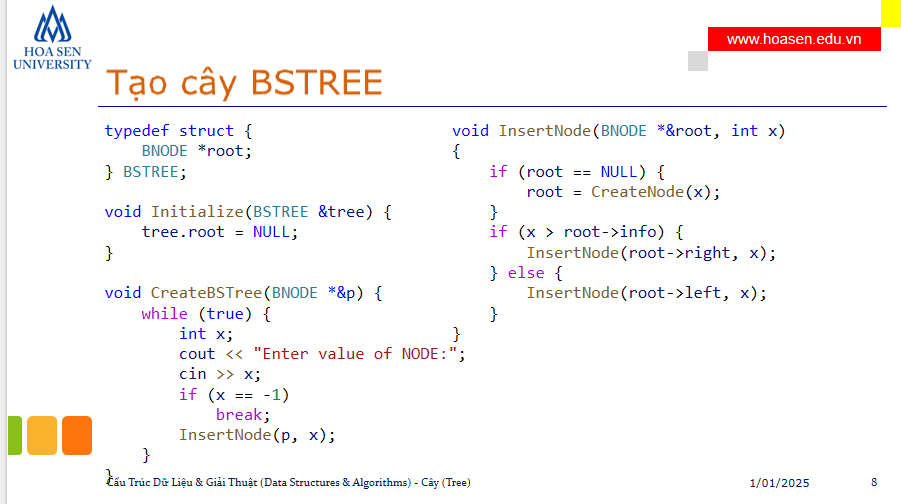 HOA SEN
UNIVERSITY
www.hoasen.edu.vn
Tạo cây BSTREE
typedef struct {
    BNODE *root;
} BSTREE;
void Initialize(BSTREE &tree) {
    tree.root = NULL;
}
void CreateBSTree(BNODE *&p) {
    while (true) {
        int x;
        cout << "Enter value of NODE:";
        cin >> x;
        if (x == -1)
            break;
        InsertNode(p, x);
    }
}
void InsertNode(BNODE *&root, int x)
{
    if (root == NULL) {
        root = CreateNode(x);
    }
    if (x > root->info) {
        InsertNode(root->right, x);
    } else {
        InsertNode(root->left, x);
    }
}
Cấu Trúc Dữ Liệu & Giải Thuật (Data Structures & Algorithms) - Cây (Tree)
1/01/2025
8